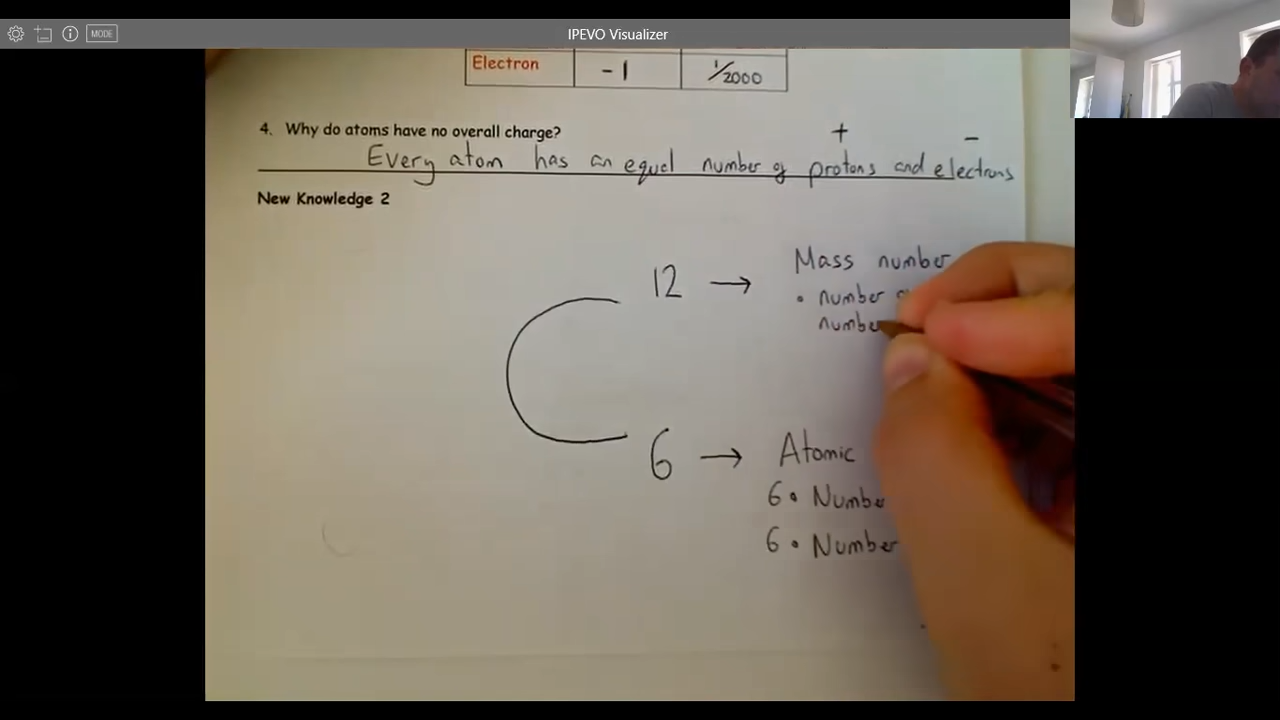 MODE
IPEVO Visualizer
Electron -1 1/2000
4. Why do atoms have no overall charge?
+ -
Every atom has an equal number of protons and electrons
New Knowledge 2
C
12 → Mass number
• number
number
6 → Atomic
6 • Number
6 • Number